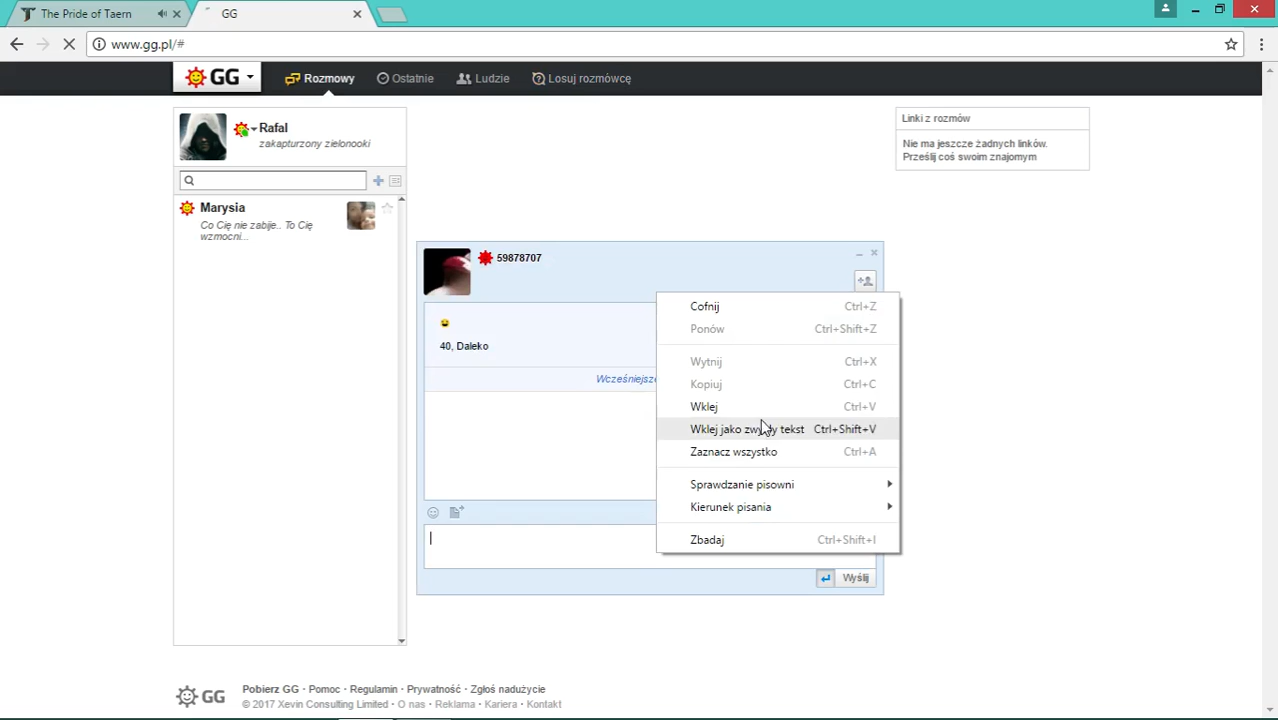 The Pride of Taern
GG
www.gg.pl/#
GG
Rozmowy
Ostatnie
Ludzie
Losuj rozmówcę
Rafal
zakapturzony zielonooki
Marysia
Co Cię nie zabije.. To Cię
wzmocni...
Linki z rozmów
Nie ma jeszcze żadnych linków.
Prześlij coś swoim znajomym
59878707
40, Daleko
Cofnij Ctrl+Z
Ponów Ctrl+Shift+Z
Wytnij Ctrl+X
Kopiuj Ctrl+C
Wklej Ctrl+V
Wklej jako zwykły tekst Ctrl+Shift+V
Zaznacz wszystko Ctrl+A
Sprawdzanie pisowni
Kierunek pisania
Zbadaj Ctrl+Shift+I
Wyślij
GG
Pobierz GG · Pomoc · Regulamin · Prywatność · Zgłoś nadużycie
© 2017 Xevin Consulting Limited · O nas · Reklama · Kariera · Kontakt